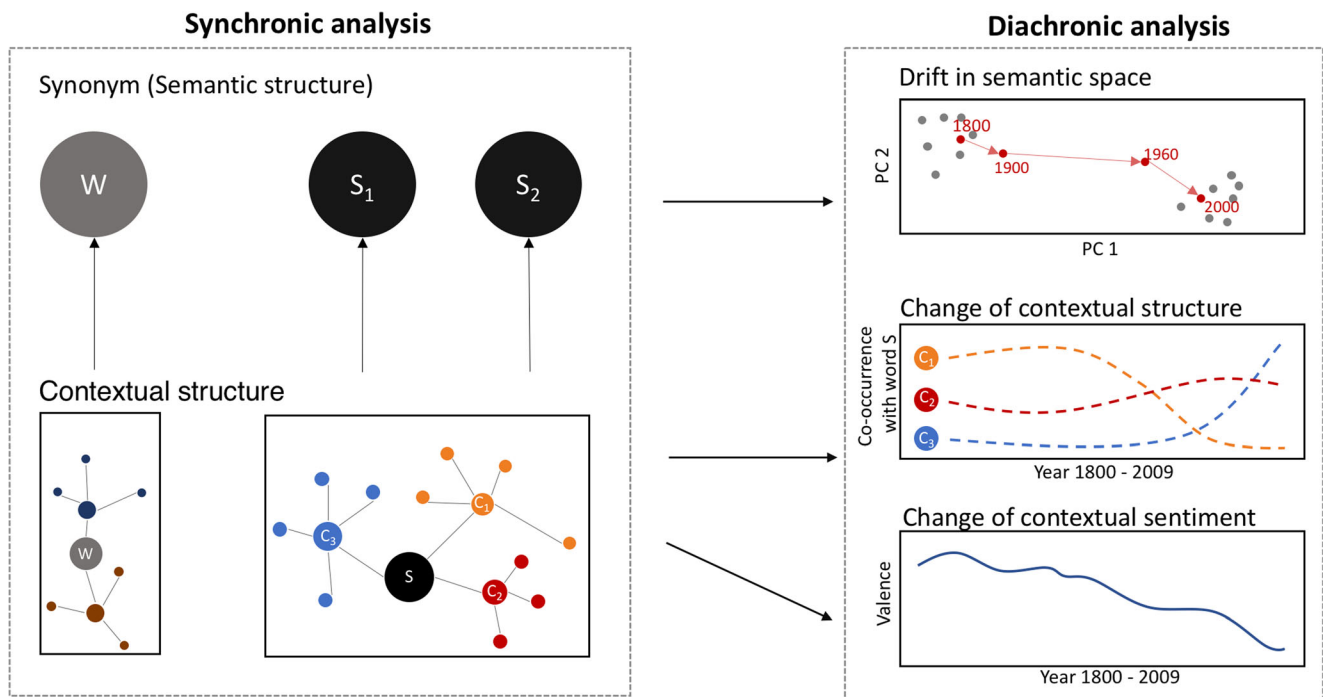 Synchronic analysis
Synonym (Semantic structure)
W
S₁
S₂
Contextual structure
W
C₁
C₃
S
C₂
Diachronic analysis
Drift in semantic space
PC 2
1800
1900
1960
2000
PC 1
Change of contextual structure
Co-occurrence
with word S
C₁
C₂
C₃
Year 1800 - 2009
Change of contextual sentiment
Valence
Year 1800 - 2009